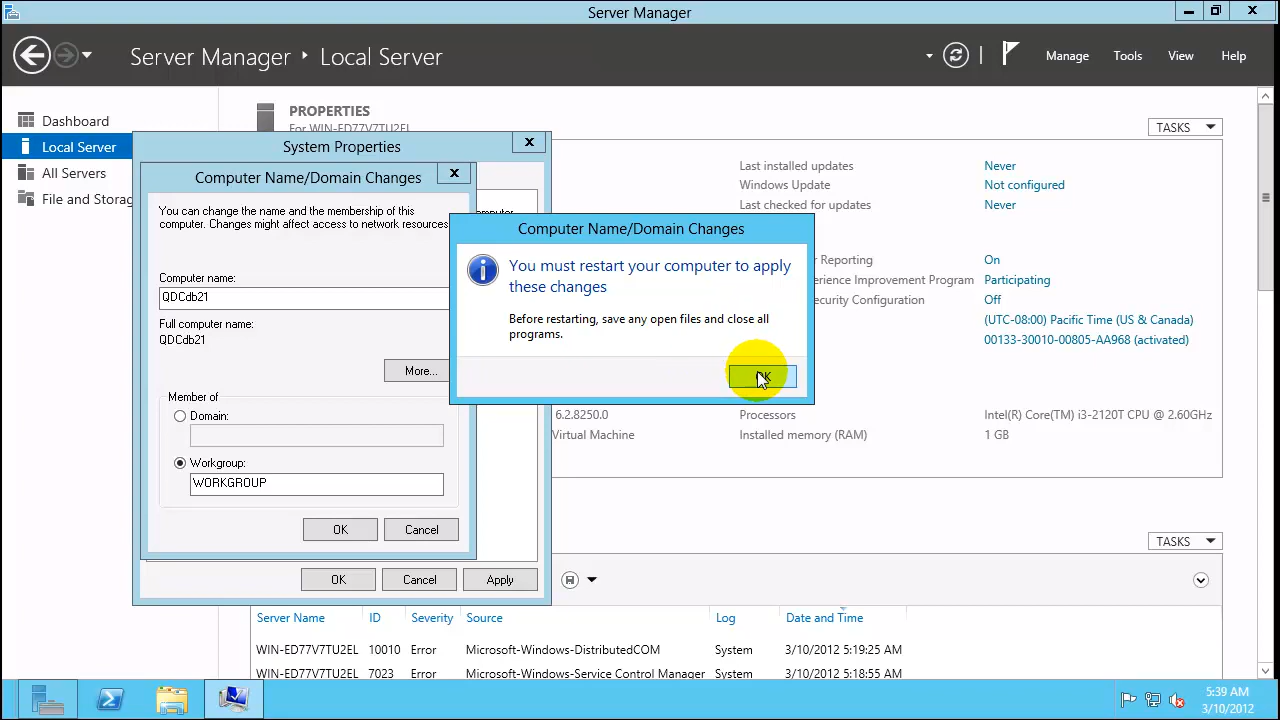 Server Manager
Server Manager ‣ Local Server
Manage Tools View Help
Dashboard
Local Server
All Servers
File and Storag
PROPERTIES
For WIN-ED77V7TU2EL
TASKS
Last installed updates Never
Windows Update Not configured
Last checked for updates Never
Reporting On
erience Improvement Program Participating
curity Configuration Off
(UTC-08:00) Pacific Time (US & Canada)
00133-30010-00805-AA968 (activated)
6.2.8250.0 Processors Intel(R) Core(TM) i3-2120T CPU @ 2.60GHz
Virtual Machine Installed memory (RAM) 1 GB
TASKS
System Properties
Computer Name/Domain Changes
You can change the name and the membership of this
computer. Changes might affect access to network resources
Computer name:
QDCdb21
Full computer name:
QDCdb21
More...
Member of
Domain:
Workgroup:
WORKGROUP
OK Cancel
OK Cancel Apply
Computer Name/Domain Changes
You must restart your computer to apply
these changes
Before restarting, save any open files and close all
programs.
Server Name ID Severity Source Log Date and Time
WIN-ED77V7TU2EL 10010 Error Microsoft-Windows-DistributedCOM System 3/10/2012 5:19:25 AM
WIN-ED77V7TU2EL 7023 Error Microsoft-Windows-Service Control Manager System 3/10/2012 5:18:55 AM
5:39 AM
3/10/2012